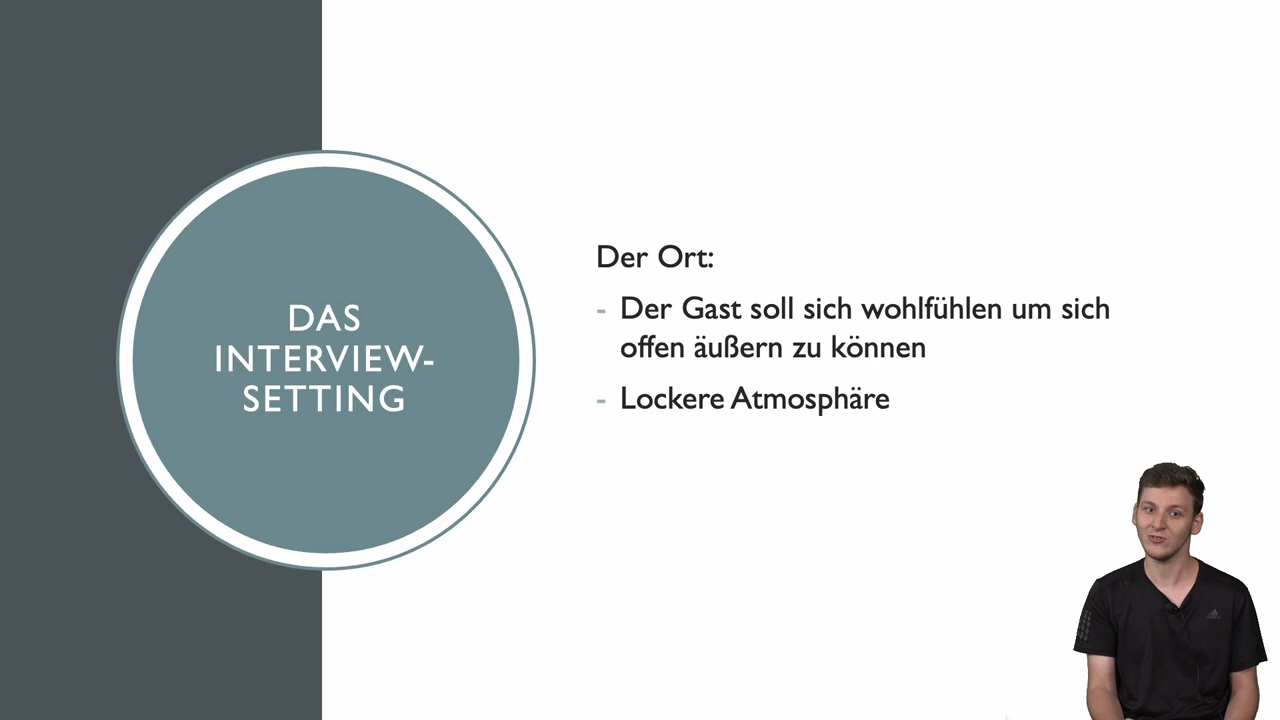 DAS
INTERVIEW-
SETTING
Der Ort:
- Der Gast soll sich wohlfühlen um sich
offen äußern zu können
- Lockere Atmosphäre